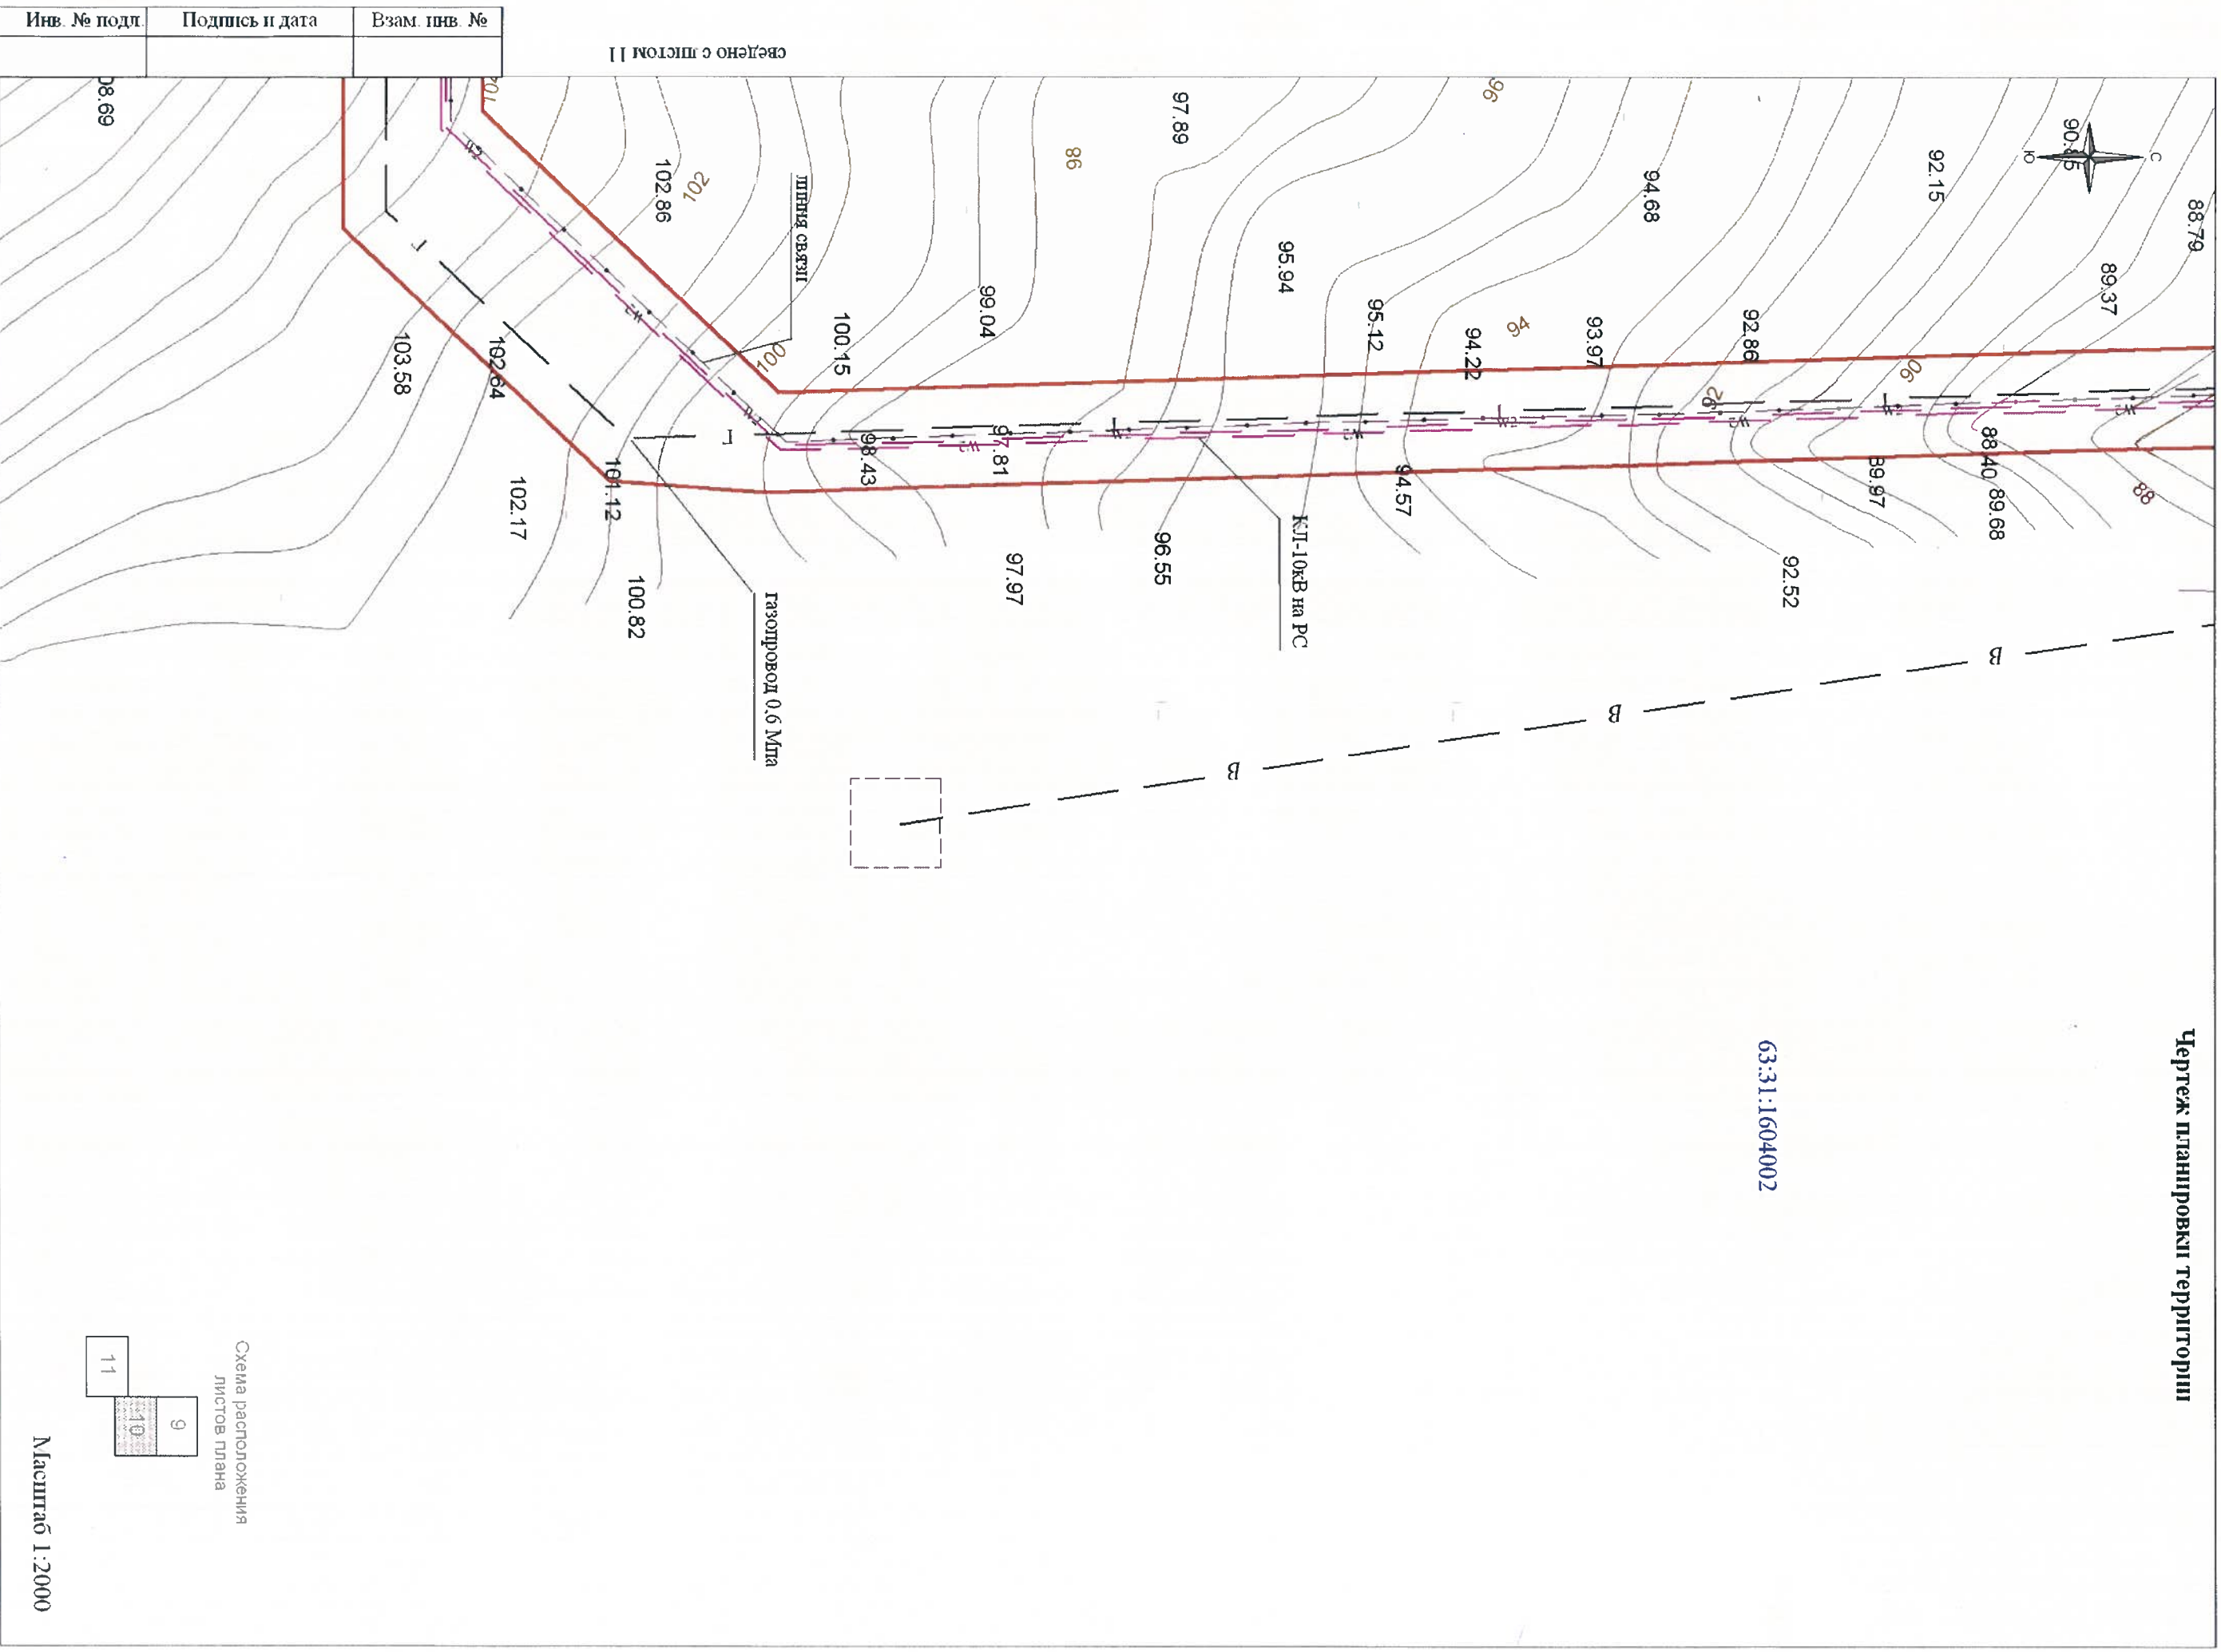 Чертеж планировки территории
88.79
89.37
90.85
С
Ю
92.15
90
88
88.40
89.68
89.97
63:31:1604002
92.86
92
92.52
94.68
93.97
94
94.22
94.57
96
95.12
95.94
КЛ-10кВ на РС
97.89
96.55
98
97.81
97.97
99.04
98.43
100.15
линия связи
100
газопровод 0,6 Мпа
102
102.86
100.82
101.12
102.17
102.64
103.58
В
В
В
Г
Г
W2
сведено с листом 11
Инв. № подл.
Подпись и дата
Взам. инв. №
Схема расположения
листов плана
9
10
11
Масштаб 1:2000